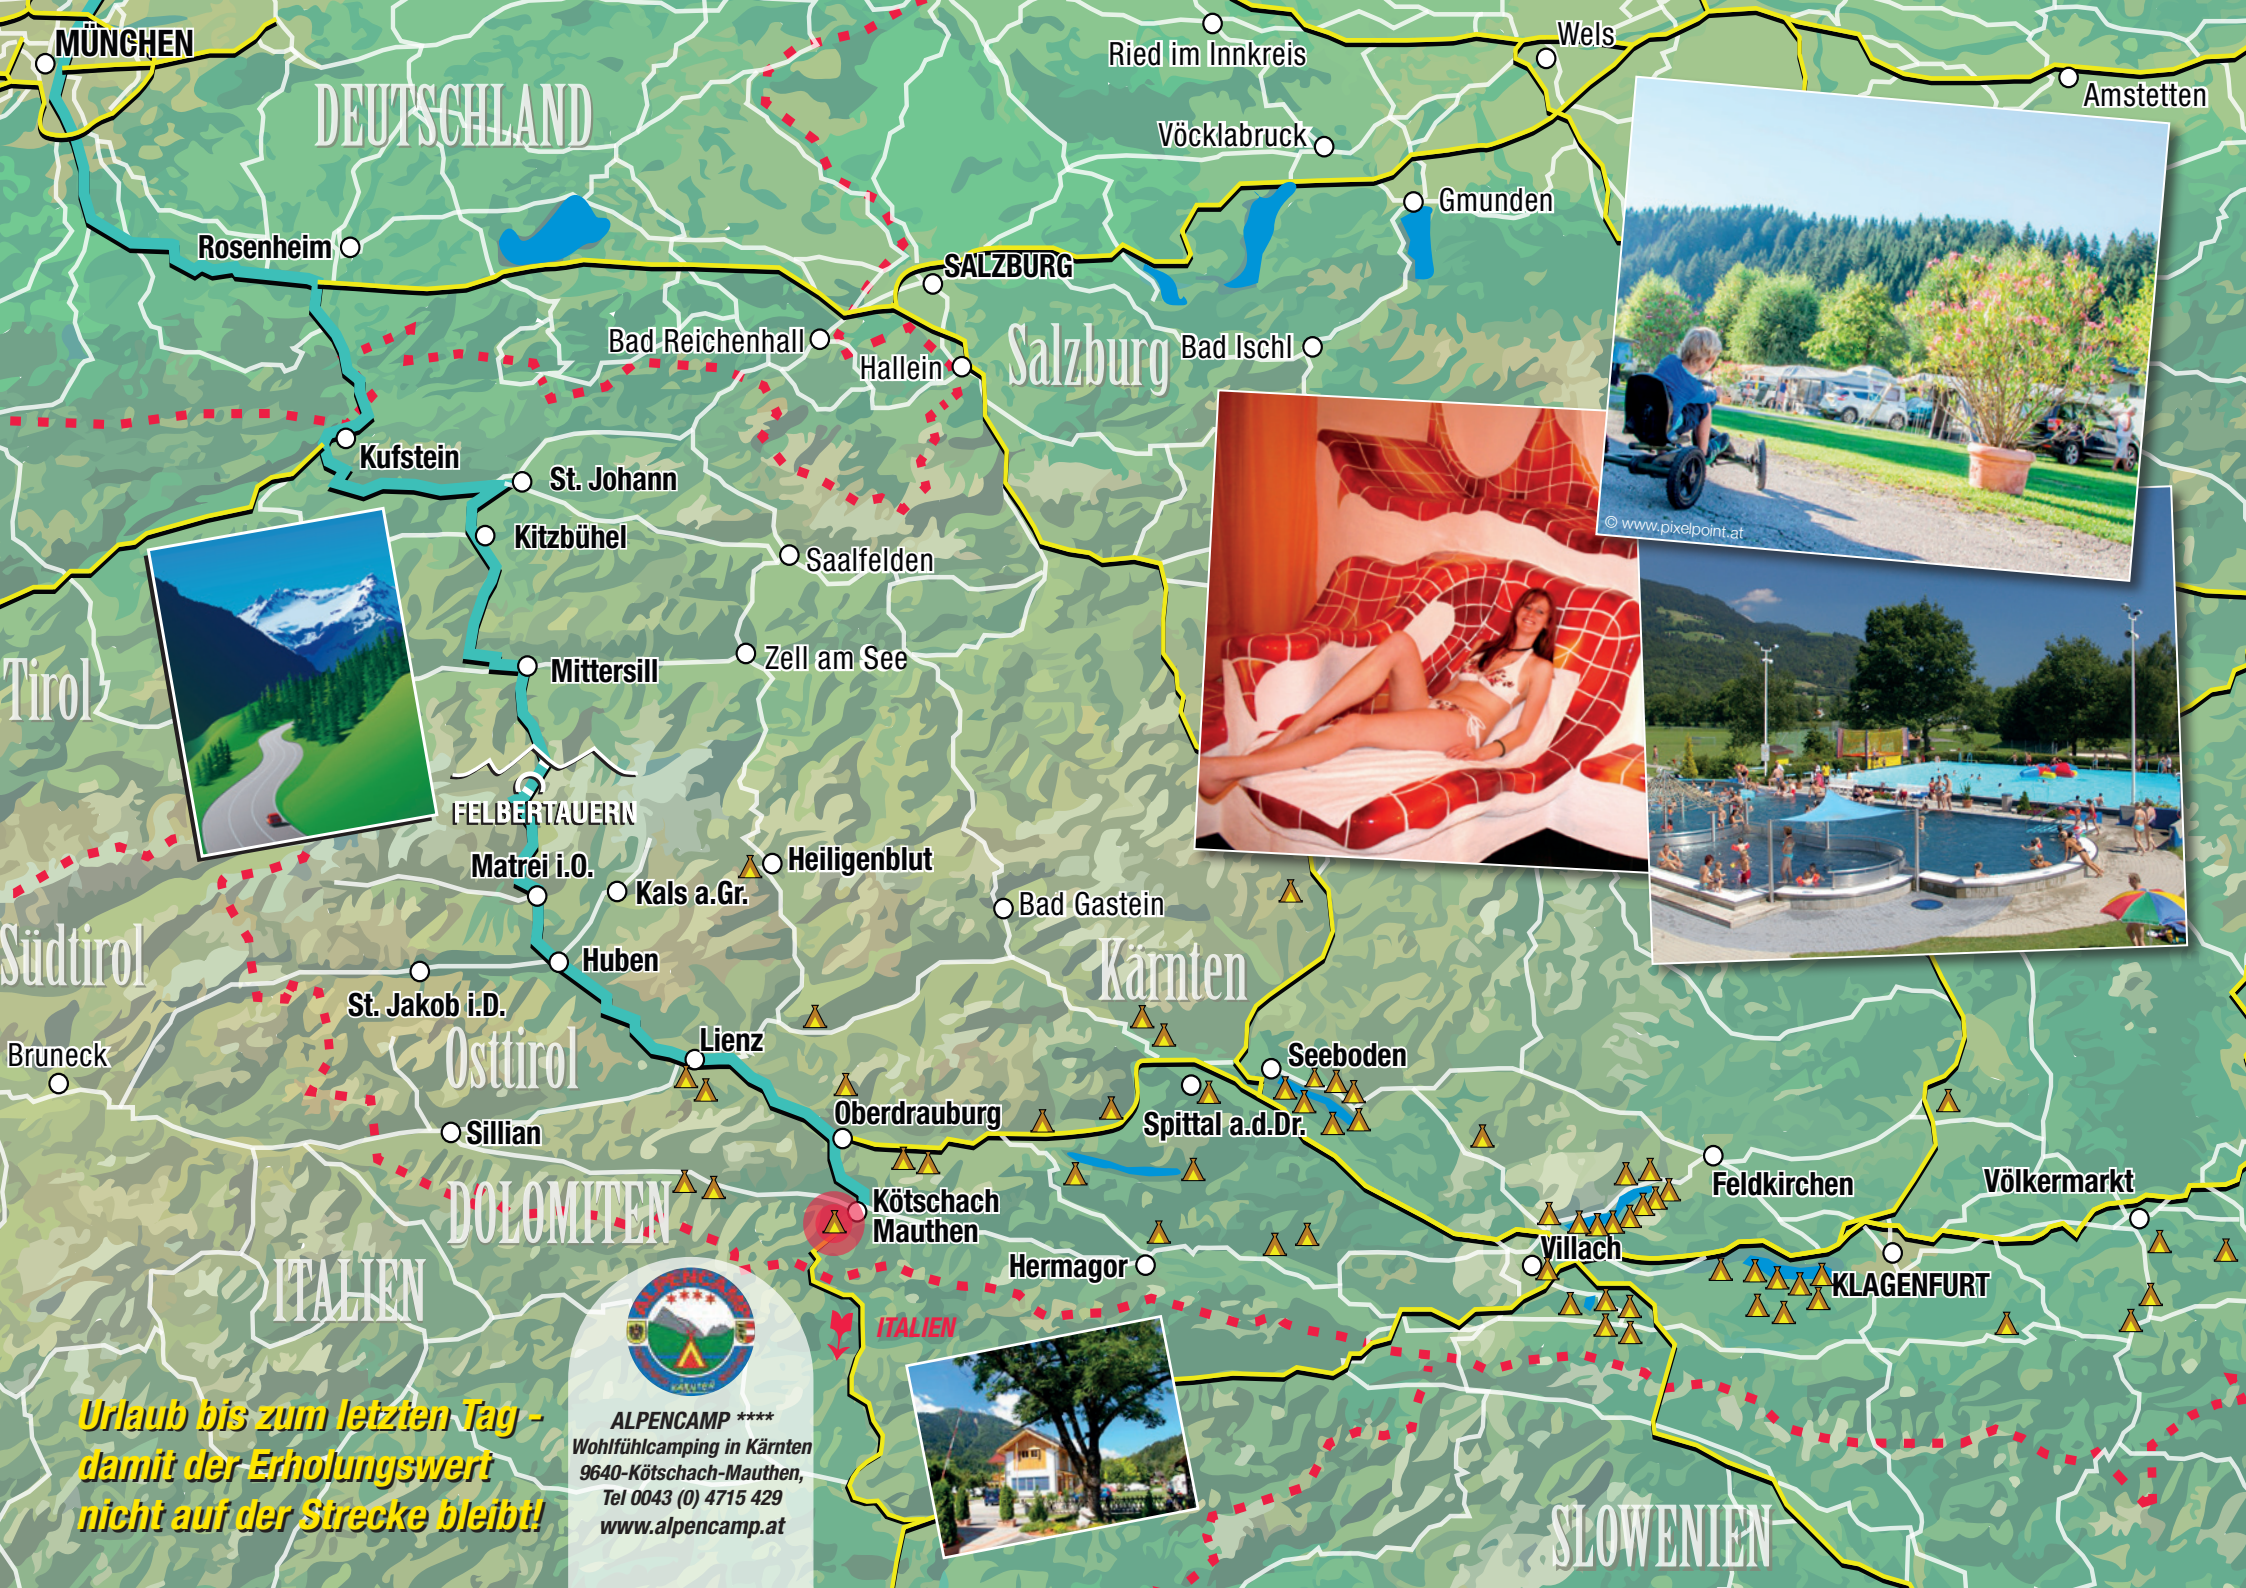 MÜNCHEN
DEUTSCHLAND
Ried im Innkreis
Wels
Amstetten
Vöcklabruck
Gmunden
Rosenheim
SALZBURG
Bad Reichenhall
Hallein
Salzburg
Bad Ischl
Kufstein
St. Johann
Kitzbühel
Saalfelden
© www.pixelpoint.at
Tirol
Mittersill
Zell am See
FELBERTAUERN
Matrei i.O.
Kals a.Gr.
Heiligenblut
Bad Gastein
Südtirol
Huben
Kärnten
St. Jakob i.D.
Osttirol
Lienz
Bruneck
Seeboden
Oberdrauburg
Spittal a.d.Dr.
Sillian
Feldkirchen
Völkermarkt
DOLOMITEN
Kötschach
Mauthen
Hermagor
Villach
KLAGENFURT
ITALIEN
ITALIEN
ALPENCAMP
KÄRNTEN
Urlaub bis zum letzten Tag -
damit der Erholungswert
nicht auf der Strecke bleibt!
ALPENCAMP ****
Wohlfühlcamping in Kärnten
9640-Kötschach-Mauthen,
Tel 0043 (0) 4715 429
www.alpencamp.at
SLOWENIEN